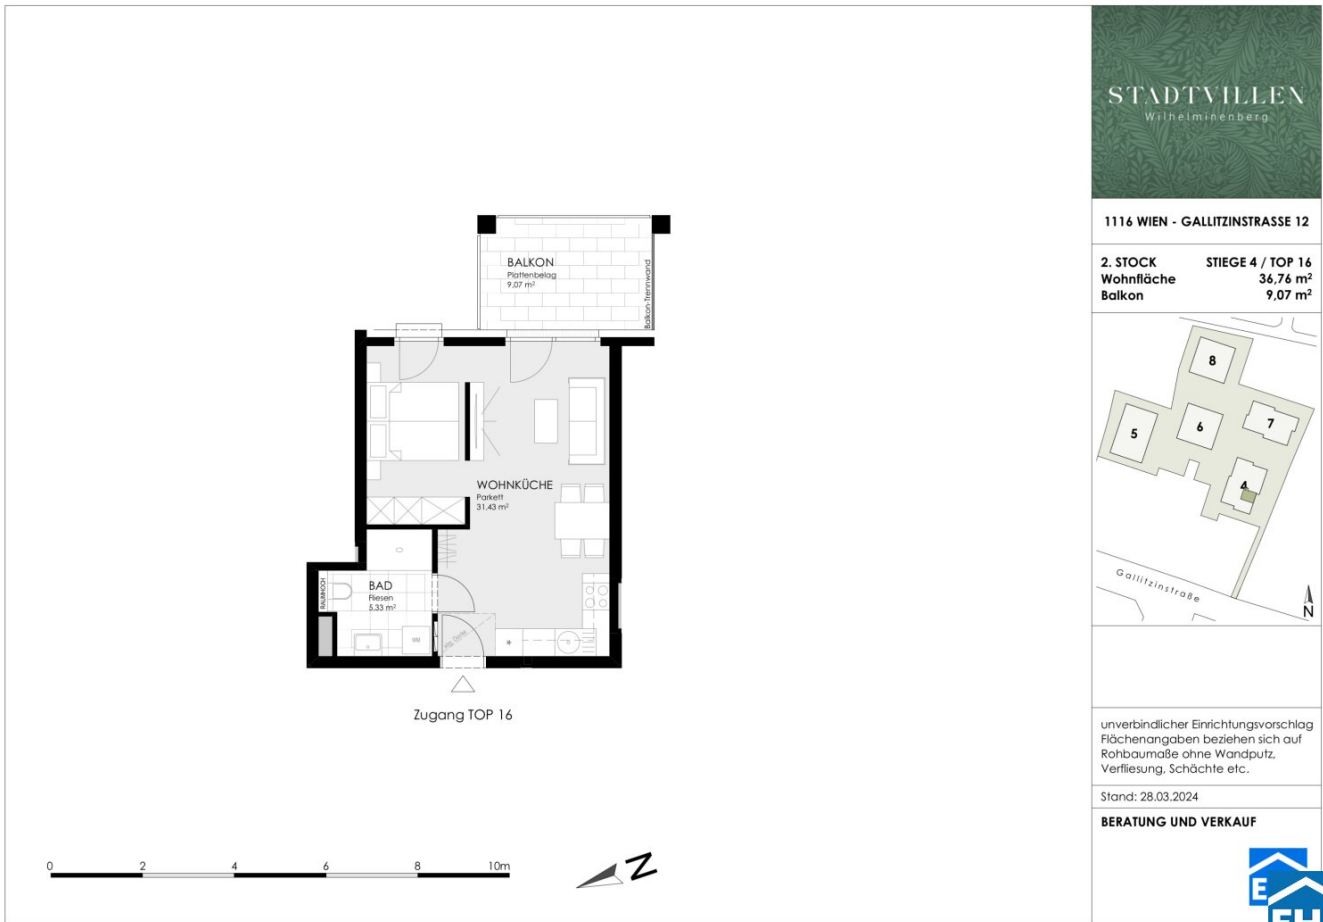 STADTVILLEN
Wilhelminenberg
1116 WIEN - GALLITZINSTRASSE 12
2. STOCK STIEGE 4 / TOP 16
Wohnfläche 36,76 m²
Balkon 9,07 m²
8
5
6
7
4
Gallitzinstraße
N
unverbindlicher Einrichtungsvorschlag
Flächenangaben beziehen sich auf
Rohbaumaße ohne Wandputz,
Verfliesung, Schächte etc.
Stand: 28.03.2024
BERATUNG UND VERKAUF
BALKON
Plattenbelag
9,07 m²
Balkon-Trennwand
WOHNKÜCHE
Parkett
31,43 m²
BAD
Fliesen
5,33 m²
RAUMHOCH
WM
Zugang TOP 16
0 2 4 6 8 10m
N